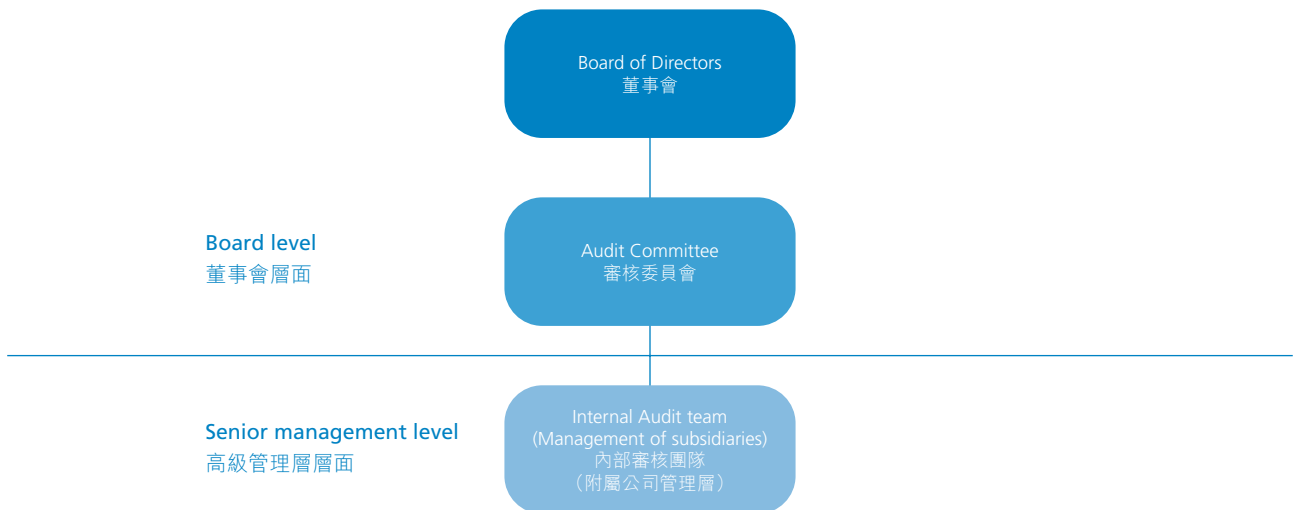 Board of Directors
董事會
Board level
董事會層面
Audit Committee
審核委員會
Senior management level
高級管理層層面
Internal Audit team
(Management of subsidiaries)
內部審核團隊
（附屬公司管理層）